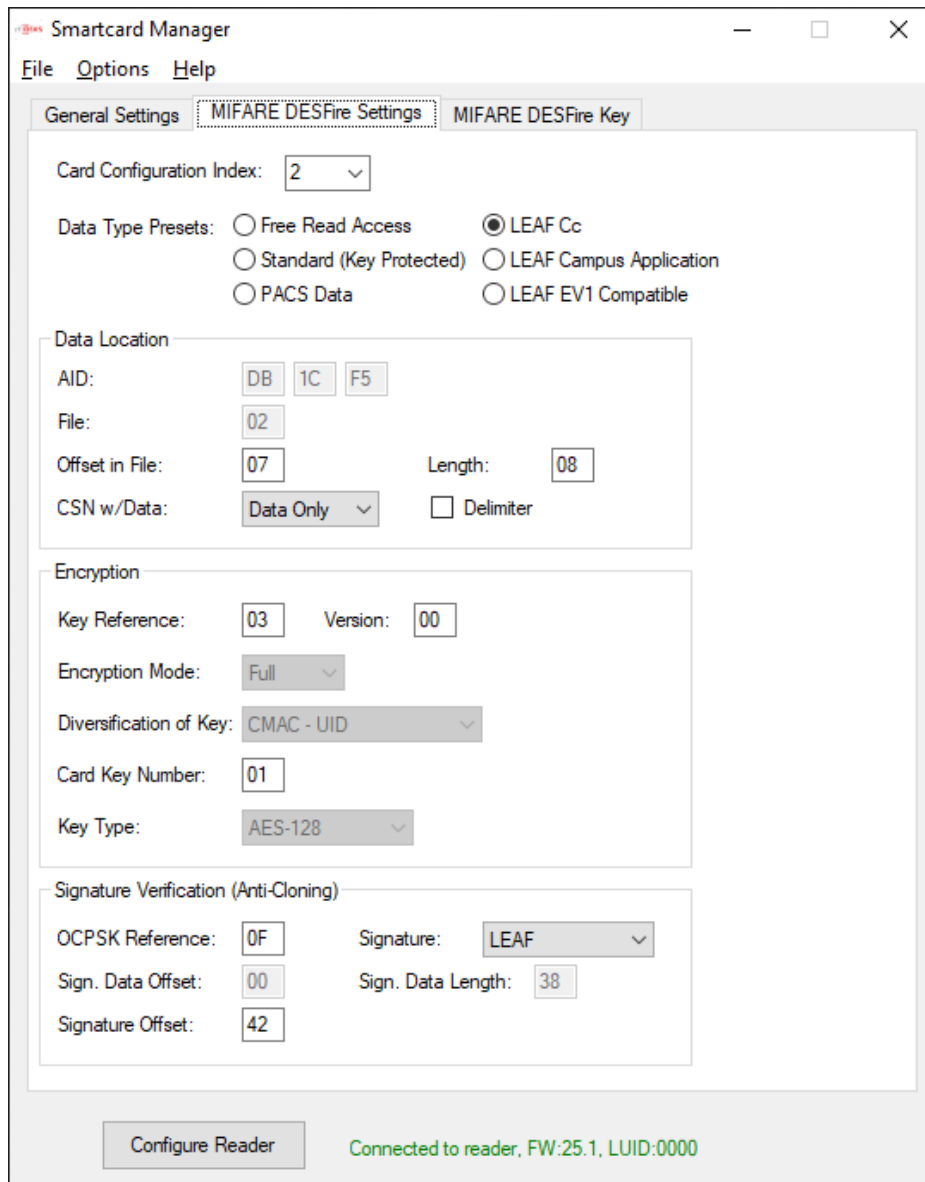 Smartcard Manager
File Options Help
General Settings MIFARE DESFire Settings MIFARE DESFire Key
Card Configuration Index: 2
Data Type Presets: Free Read Access LEAF Cc
Standard (Key Protected) LEAF Campus Application
PACS Data LEAF EV1 Compatible
Data Location
AID: DB 1C F5
File: 02
Offset in File: 07 Length: 08
CSN w/Data: Data Only Delimiter
Encryption
Key Reference: 03 Version: 00
Encryption Mode: Full
Diversification of Key: CMAC - UID
Card Key Number: 01
Key Type: AES-128
Signature Verification (Anti-Cloning)
OCPSK Reference: 0F Signature: LEAF
Sign. Data Offset: 00 Sign. Data Length: 38
Signature Offset: 42
Configure Reader Connected to reader, FW:25.1, LUID:0000